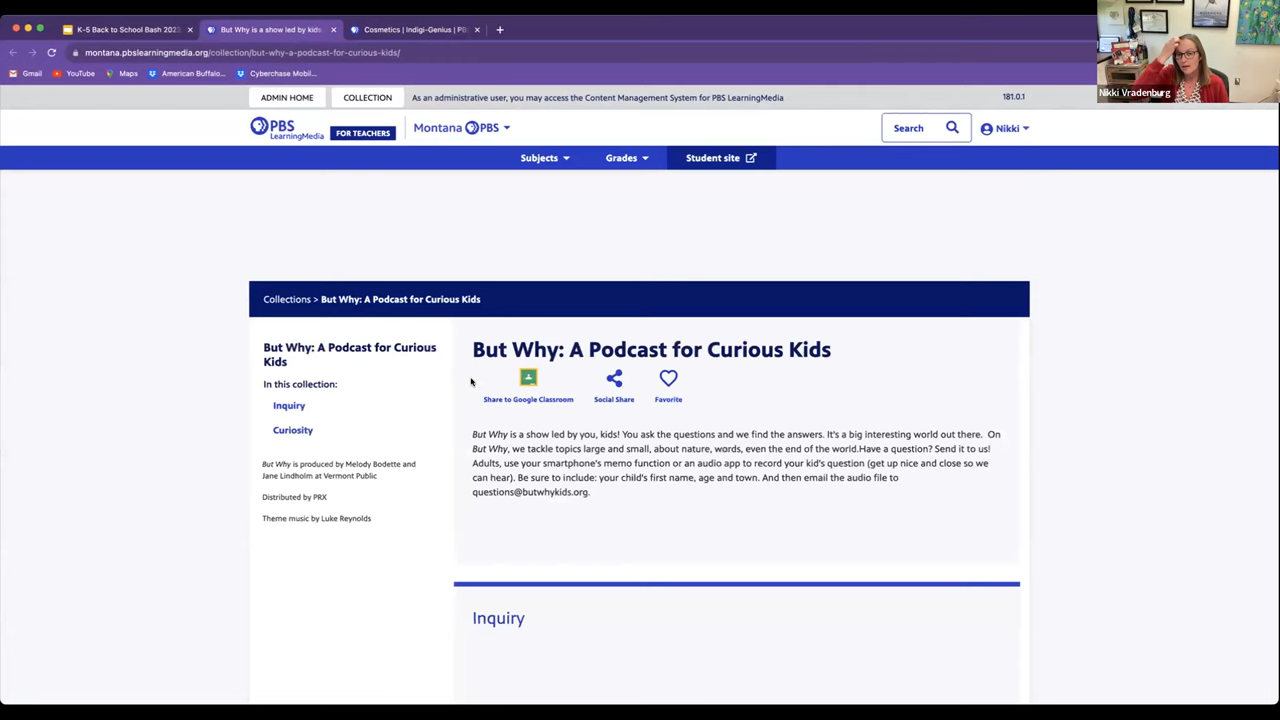 K-5 Back to School Bash 2023
But Why is a show led by kids
Cosmetics | Indigi-Genius | PB
montana.pbslearningmedia.org/collection/but-why-a-podcast-for-curious-kids/
Gmail
YouTube
Maps
American Buffalo...
Cyberchase Mobil...
Nikki Vradenburg
ADMIN HOME
COLLECTION
As an administrative user, you may access the Content Management System for PBS LearningMedia
181.0.1
PBS LearningMedia
FOR TEACHERS
Montana PBS
Search
Nikki
Subjects
Grades
Student site
Collections > But Why: A Podcast for Curious Kids
But Why: A Podcast for Curious
Kids
In this collection:
Inquiry
Curiosity
But Why is produced by Melody Bodette and
Jane Lindholm at Vermont Public
Distributed by PRX
Theme music by Luke Reynolds
But Why: A Podcast for Curious Kids
Share to Google Classroom
Social Share
Favorite
But Why is a show led by you, kids! You ask the questions and we find the answers. It's a big interesting world out there.  On
But Why, we tackle topics large and small, about nature, words, even the end of the world.Have a question? Send it to us!
Adults, use your smartphone's memo function or an audio app to record your kid's question (get up nice and close so we
can hear). Be sure to include: your child's first name, age and town. And then email the audio file to
questions@butwhykids.org.
Inquiry